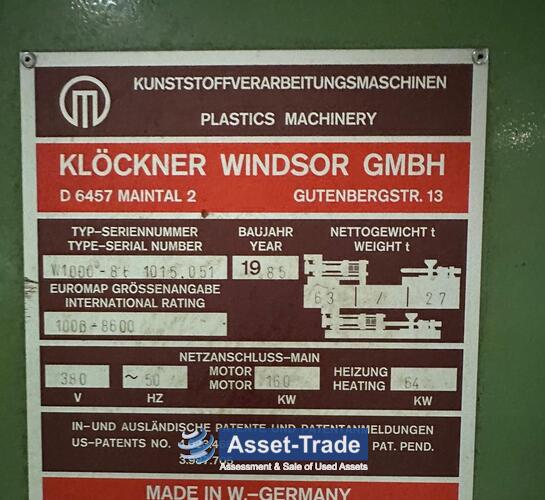 KUNSTSTOFFVERARBEITUNGSMASCHINEN
PLASTICS MACHINERY
KLÖCKNER WINDSOR GMBH
D 6457 MAINTAL 2 GUTENBERGSTR. 13
TYP-SERIENNUMMER
TYPE-SERIAL NUMBER
BAUJAHR
YEAR
NETTOGEWICHT t
WEIGHT t
1015.051
1985
63 / 27
EUROMAP GRÖSSENANGABE
INTERNATIONAL RATING
1006-8600
NETZANSCHLUSS-MAIN
380 V
~ 50 HZ
MOTOR
MOTOR
160 KW
HEIZUNG
HEATING
64 KW
IN- UND AUSLÄNDISCHE PATENTE UND PATENTANMELDUNGEN
US-PATENTS NO. PAT. PEND.
Asset-Trade
Assessment & Sale of Used Assets
MADE IN W.-GERMANY